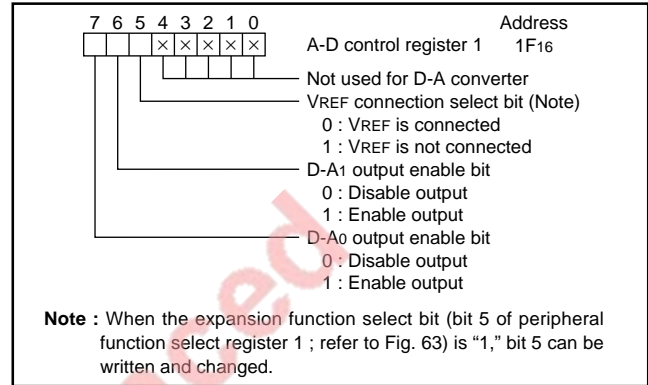 7 6 5 4 3 2 1 0 Address
× × × × × A-D control register 1 1F16
Not used for D-A converter
VREF connection select bit (Note)
0 : VREF is connected
1 : VREF is not connected
D-A1 output enable bit
0 : Disable output
1 : Enable output
D-A0 output enable bit
0 : Disable output
1 : Enable output
Note : When the expansion function select bit (bit 5 of peripheral
function select register 1 ; refer to Fig. 63) is “1,” bit 5 can be
written and changed.